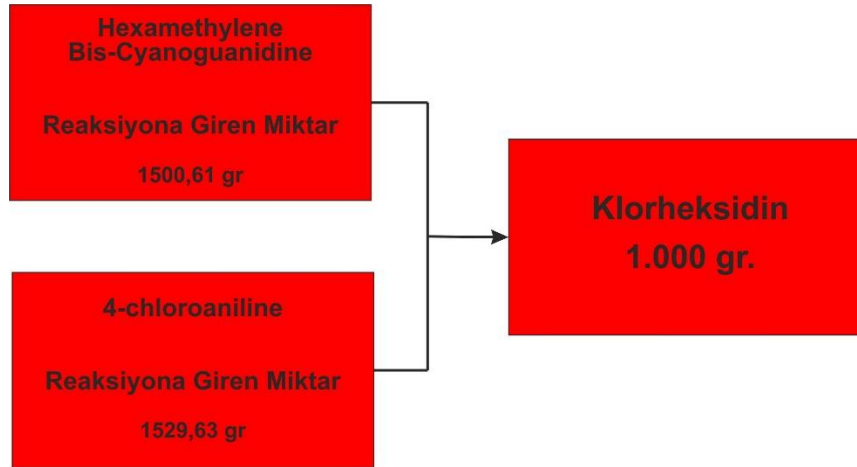 Hexamethylene
Bis-Cyanoguanidine
Reaksiyona Giren Miktar
1500,61 gr
4-chloroaniline
Reaksiyona Giren Miktar
1529,63 gr
Klorheksidin
1.000 gr.